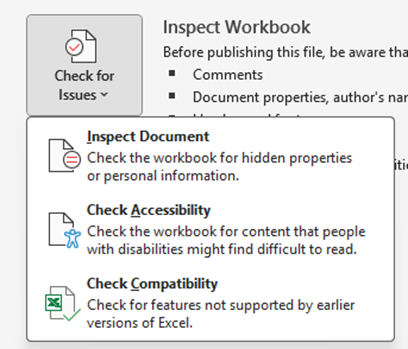 Inspect Workbook
Before publishing this file, be aware tha
Check for
Issues
Comments
Document properties, author's nar
Inspect Document
Check the workbook for hidden properties
or personal information.
Check Accessibility
Check the workbook for content that people
with disabilities might find difficult to read.
Check Compatibility
Check for features not supported by earlier
versions of Excel.